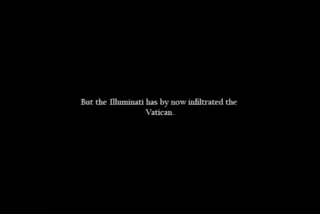 But the Illuminati has by now infiltrated the
Vatican.